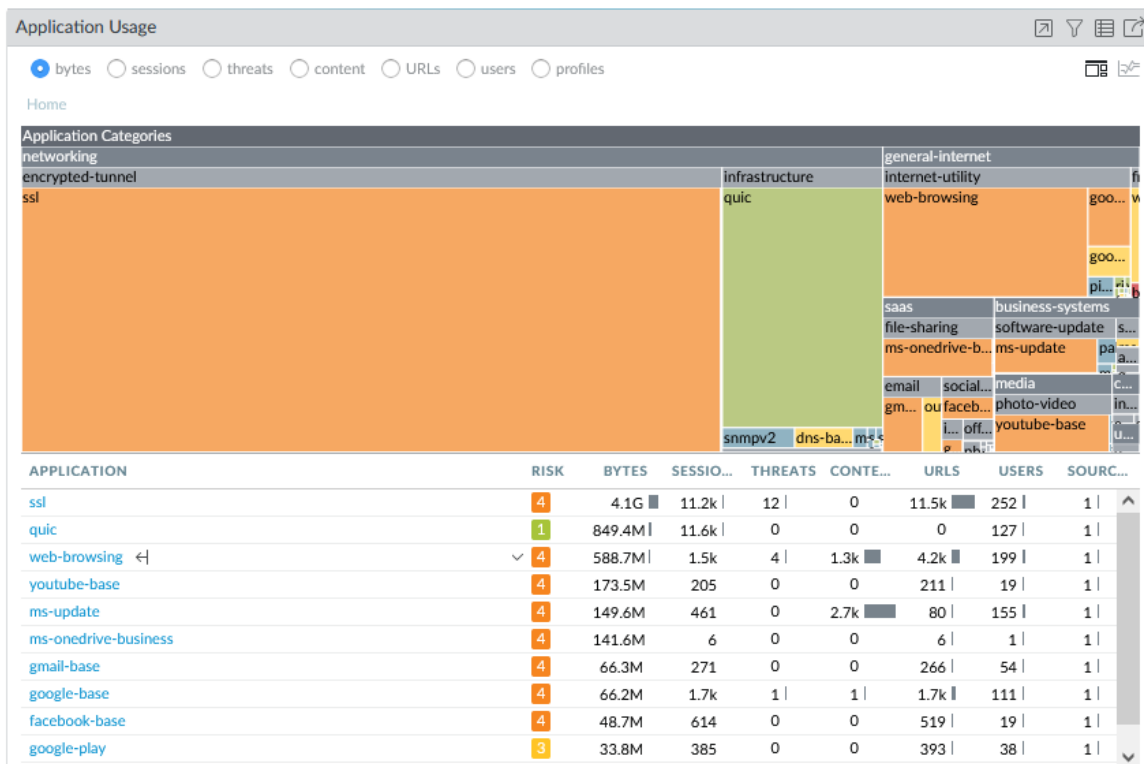 Application Usage
bytes sessions threats content URLs users profiles
Home
Application Categories
networking general-internet
encrypted-tunnel infrastructure internet-utility
ssl quic web-browsing goo...
goo...
pi...
saas business-systems
file-sharing software-update s...
ms-onedrive-b... ms-update pa
a...
email social... media c...
gm... ou faceb... photo-video in...
i... off... youtube-base u...
snmpv2 dns-ba...
APPLICATION RISK BYTES SESSIO... THREATS CONTE... URLS USERS SOURC...
ssl 4 4.1G 11.2k 12 0 11.5k 252 1
quic 1 849.4M 11.6k 0 0 0 127 1
web-browsing 4 588.7M 1.5k 4 1.3k 4.2k 199 1
youtube-base 4 173.5M 205 0 0 211 19 1
ms-update 4 149.6M 461 0 2.7k 80 155 1
ms-onedrive-business 4 141.6M 6 0 0 6 1 1
gmail-base 4 66.3M 271 0 0 266 54 1
google-base 4 66.2M 1.7k 1 1 1.7k 111 1
facebook-base 4 48.7M 614 0 0 519 19 1
google-play 3 33.8M 385 0 0 393 38 1